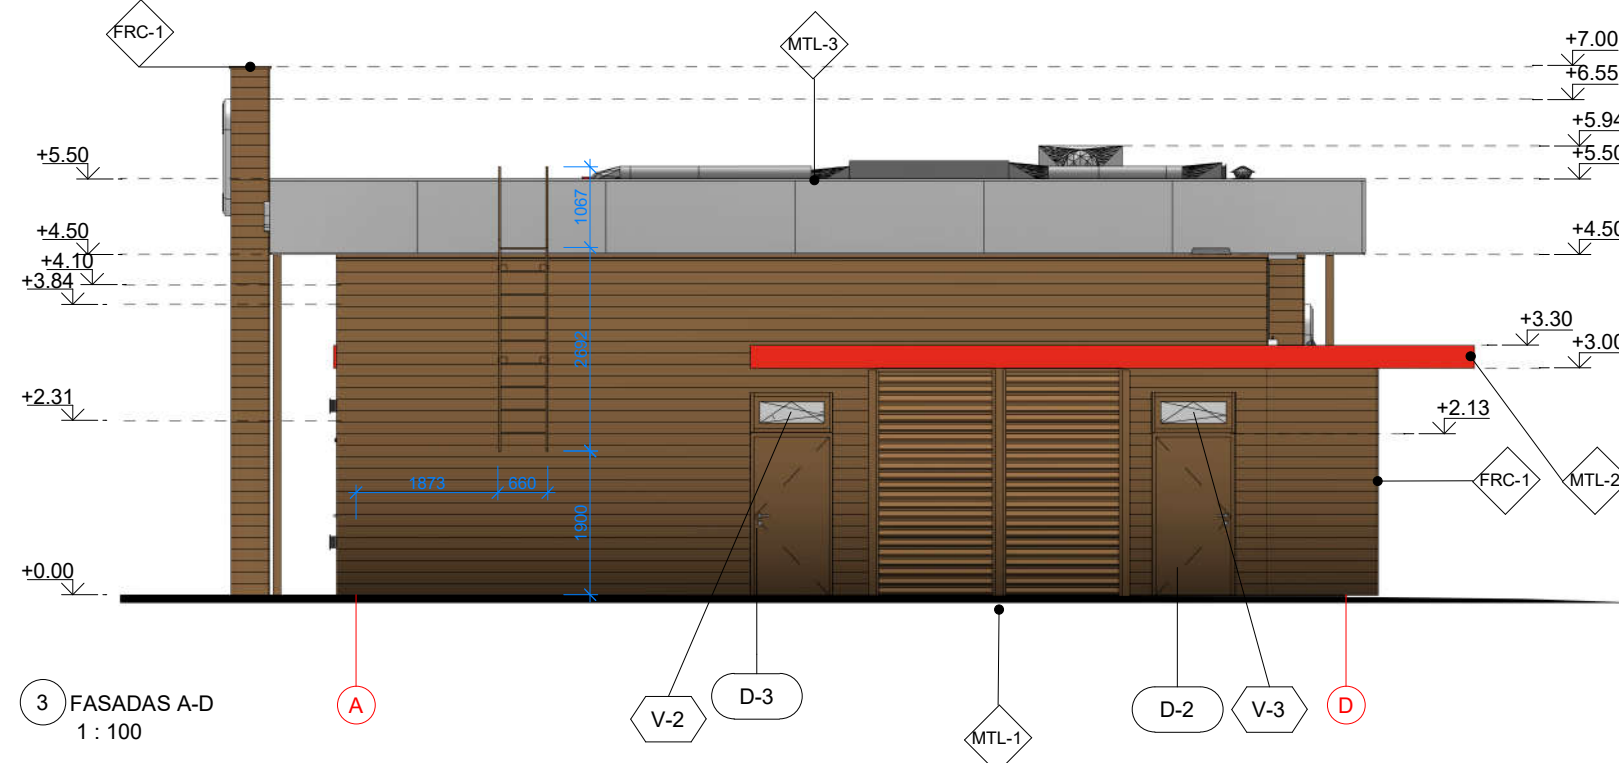 FRC-1
MTL-3
+7.00
+6.55
+5.94
+5.50
+5.50
+4.50
+4.50
+4.10
+3.84
+3.30
+3.00
+2.31
+2.13
+0.00
1067
2692
1873
660
1900
FRC-1
MTL-2
V-2
D-3
D-2
V-3
MTL-1
A
D
3 FASADAS A-D
1 : 100